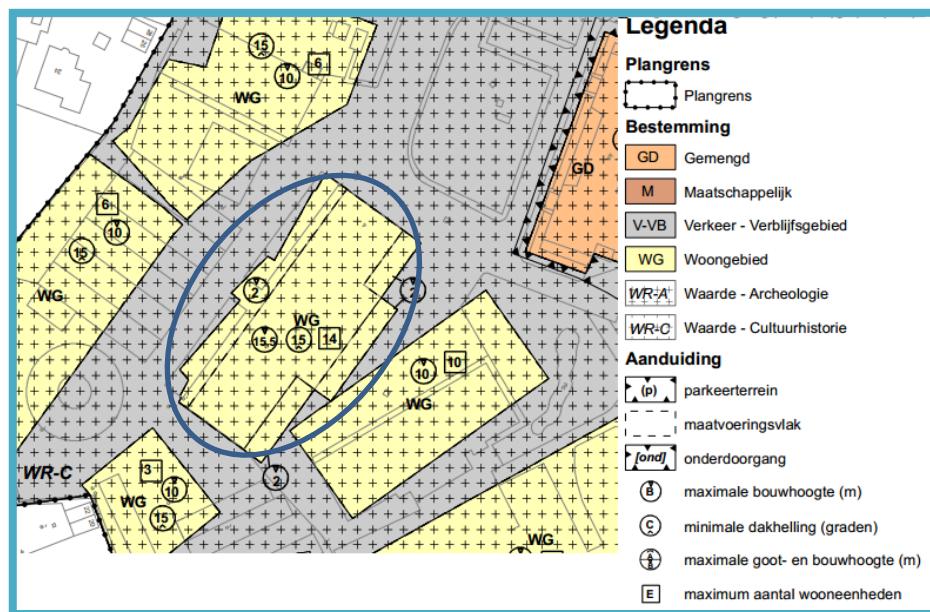 15
10
6
WG
6
10
15
WG
2
WG
15,5
15
14
2
10
10
WG
GD
WR-C
3
10
WG
15
2
WG
Legenda
Plangrens
Plangrens
Bestemming
GD Gemengd
M Maatschappelijk
V-VB Verkeer - Verblijfsgebied
WG Woongebied
WR-A Waarde - Archeologie
WR-C Waarde - Cultuurhistorie
Aanduiding
(p) parkeerterrein
maatvoeringsvlak
[ond] onderdoorgang
B maximale bouwhoogte (m)
C minimale dakhelling (graden)
A B maximale goot- en bouwhoogte (m)
E maximum aantal wooneenheden